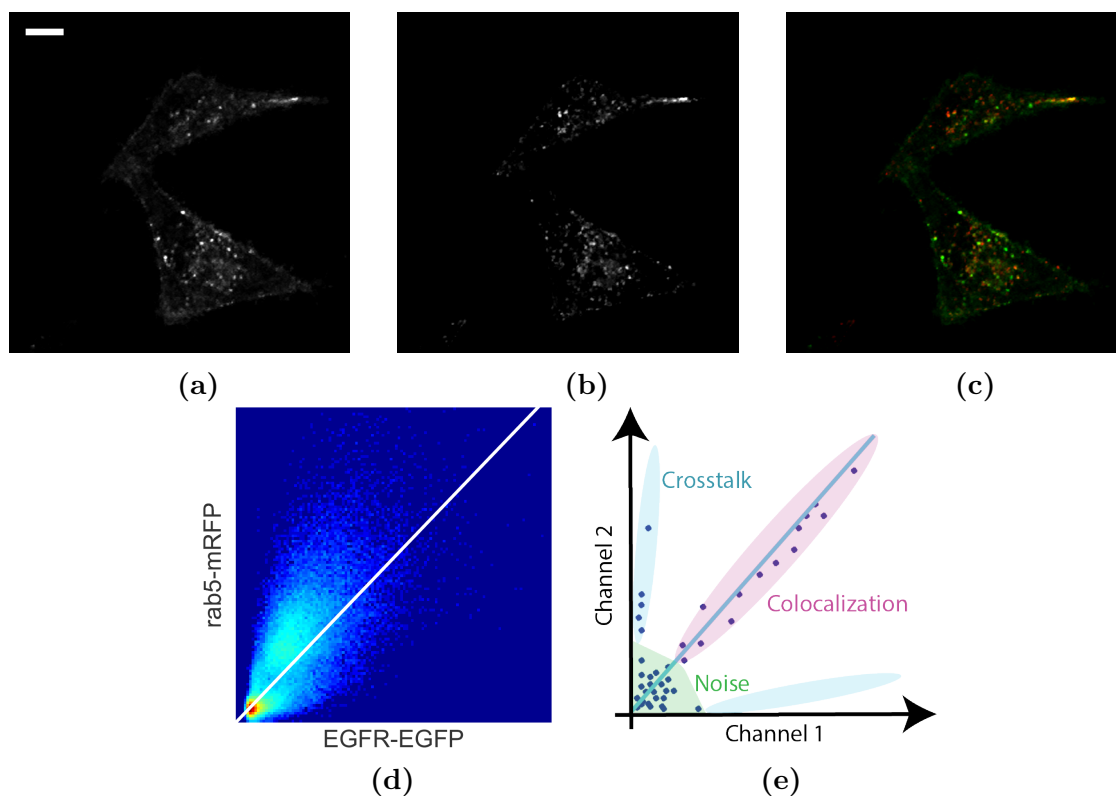 (a)
(b)
(c)
rab5-mRFP
EGFR-EGFP
(d)
Channel 2
Crosstalk
Colocalization
Noise
Channel 1
(e)